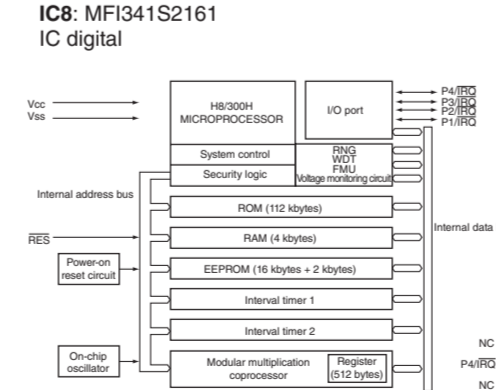 IC8: MFI341S2161
IC digital
Vcc
Vss
H8/300H
MICROPROCESSOR
I/O port
P4/IRQ
P3/IRQ
P2/IRQ
P1/IRQ
System control
Security logic
RNG
WDT
FMU
Voltage monitoring circuit
Internal address bus
ROM (112 kbytes)
RES
RAM (4 kbytes)
Internal data
Power-on
reset circuit
EEPROM (16 kbytes + 2 kbytes)
Interval timer 1
Interval timer 2
NC
On-chip
oscillator
Modular multiplication
coprocessor
Register
(512 bytes)
P4/IRQ
NC